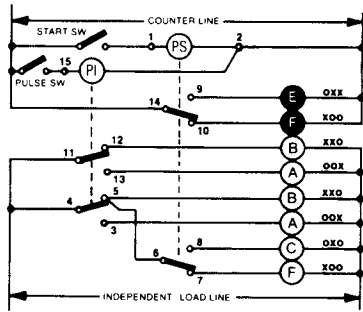 COUNTER LINE
START SW
1
PS
2
PULSE SW
15
PI
9
E
OXX
14
10
F
XOO
11
12
B
XXO
13
A
OOX
4
5
B
XXO
3
A
OOX
6
8
C
OXO
7
F
XOO
INDEPENDENT LOAD LINE